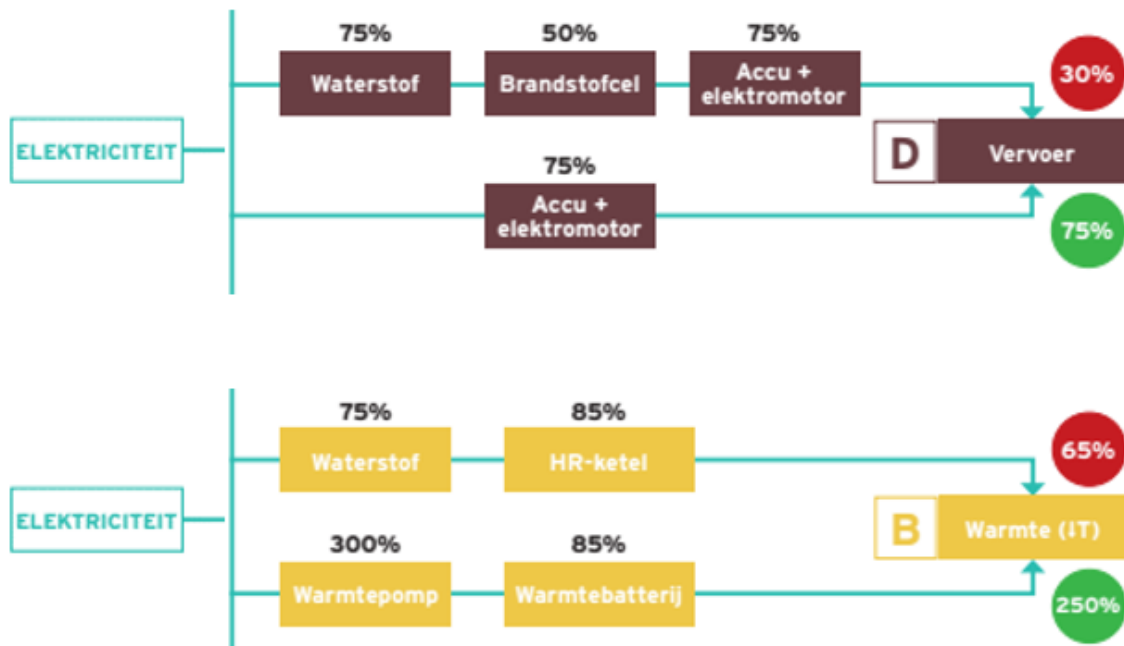 75% 50% 75%
Waterstof Brandstofcel Accu +
elektromotor
30%
ELEKTRICITEIT
D Vervoer
75%
Accu +
elektromotor
75%
75% 85%
Waterstof HR-ketel
65%
ELEKTRICITEIT
B Warmte (↓T)
300% 85%
Warmtepomp Warmtebatterij
250%